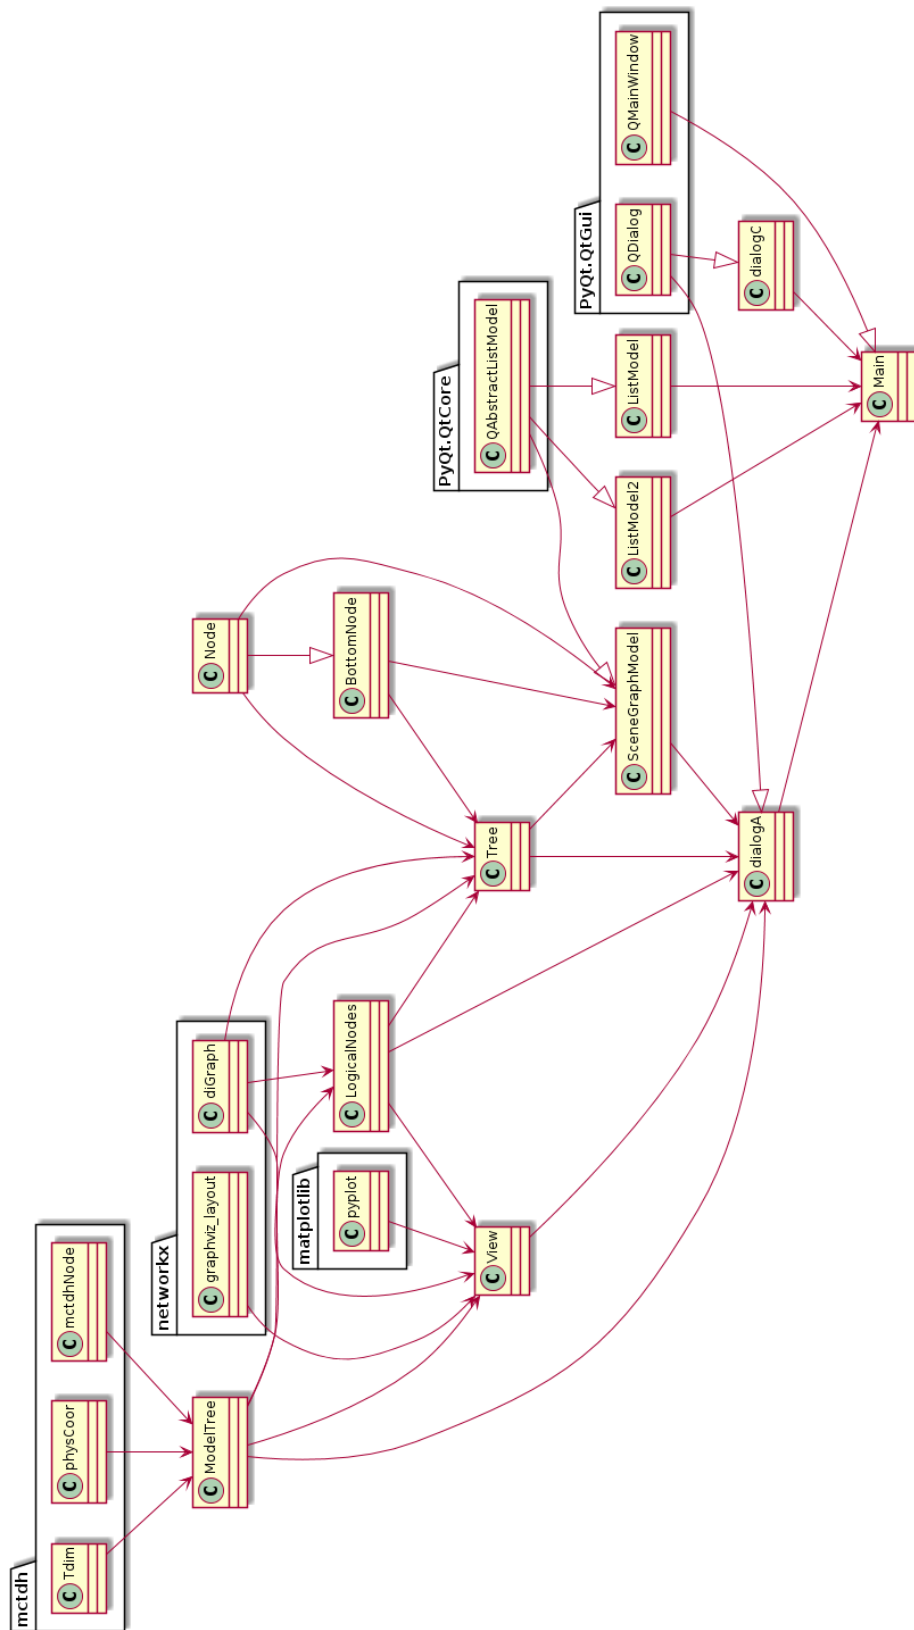 mctdh
C Tdim
C physCoor
C mctdhNode
networkx
C graphviz_layout
C diGraph
C ModelTree
C Node
matplotlib
C pyplot
C LogicalNodes
C BottomNode
PyQt.QtCore
C QAbstractListModel
C View
C Tree
PyQt.QtGui
C QDialog
C QMainWindow
C SceneGraphModel
C ListModel2
C ListModel
C dialogA
C dialogC
C Main